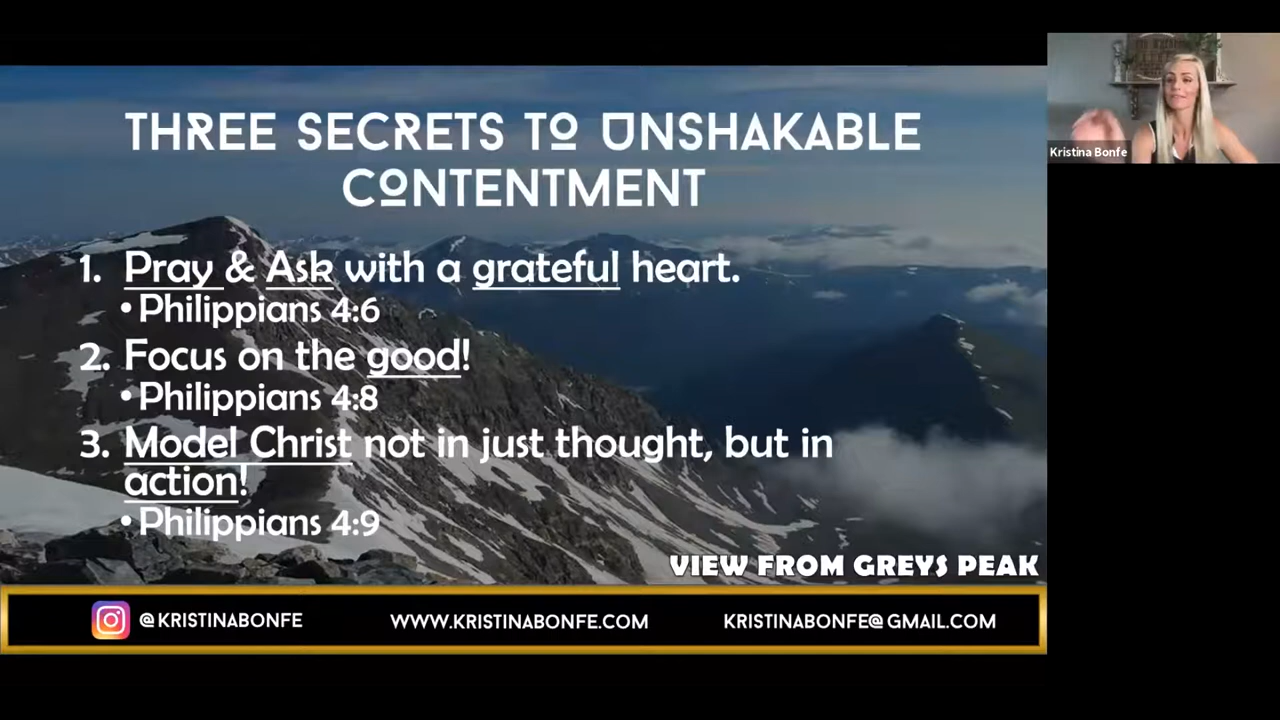 THREE SECRETS TO UNSHAKABLE
CONTENTMENT
1. Pray & Ask with a grateful heart.
• Philippians 4:6
2. Focus on the good!
• Philippians 4:8
3. Model Christ not in just thought, but in
action!
• Philippians 4:9
VIEW FROM GREYS PEAK
@KRISTINABONFE
WWW.KRISTINABONFE.COM
KRISTINABONFE@GMAIL.COM
Kristina Bonfe